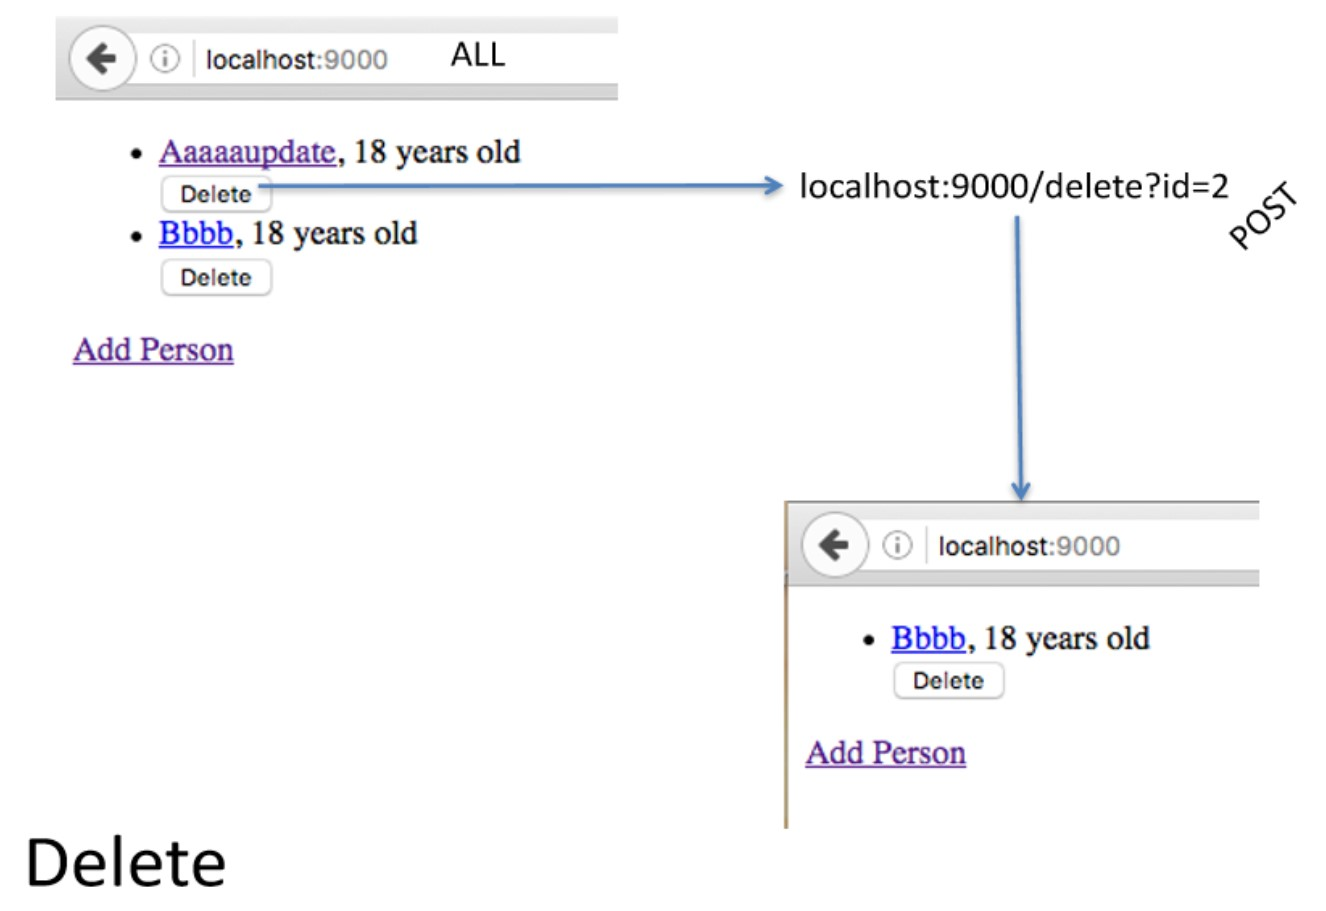 localhost:9000 ALL
• Aaaaaupdate, 18 years old
Delete
• Bbbb, 18 years old
Delete
Add Person
localhost:9000/delete?id=2
POST
localhost:9000
• Bbbb, 18 years old
Delete
Add Person
Delete